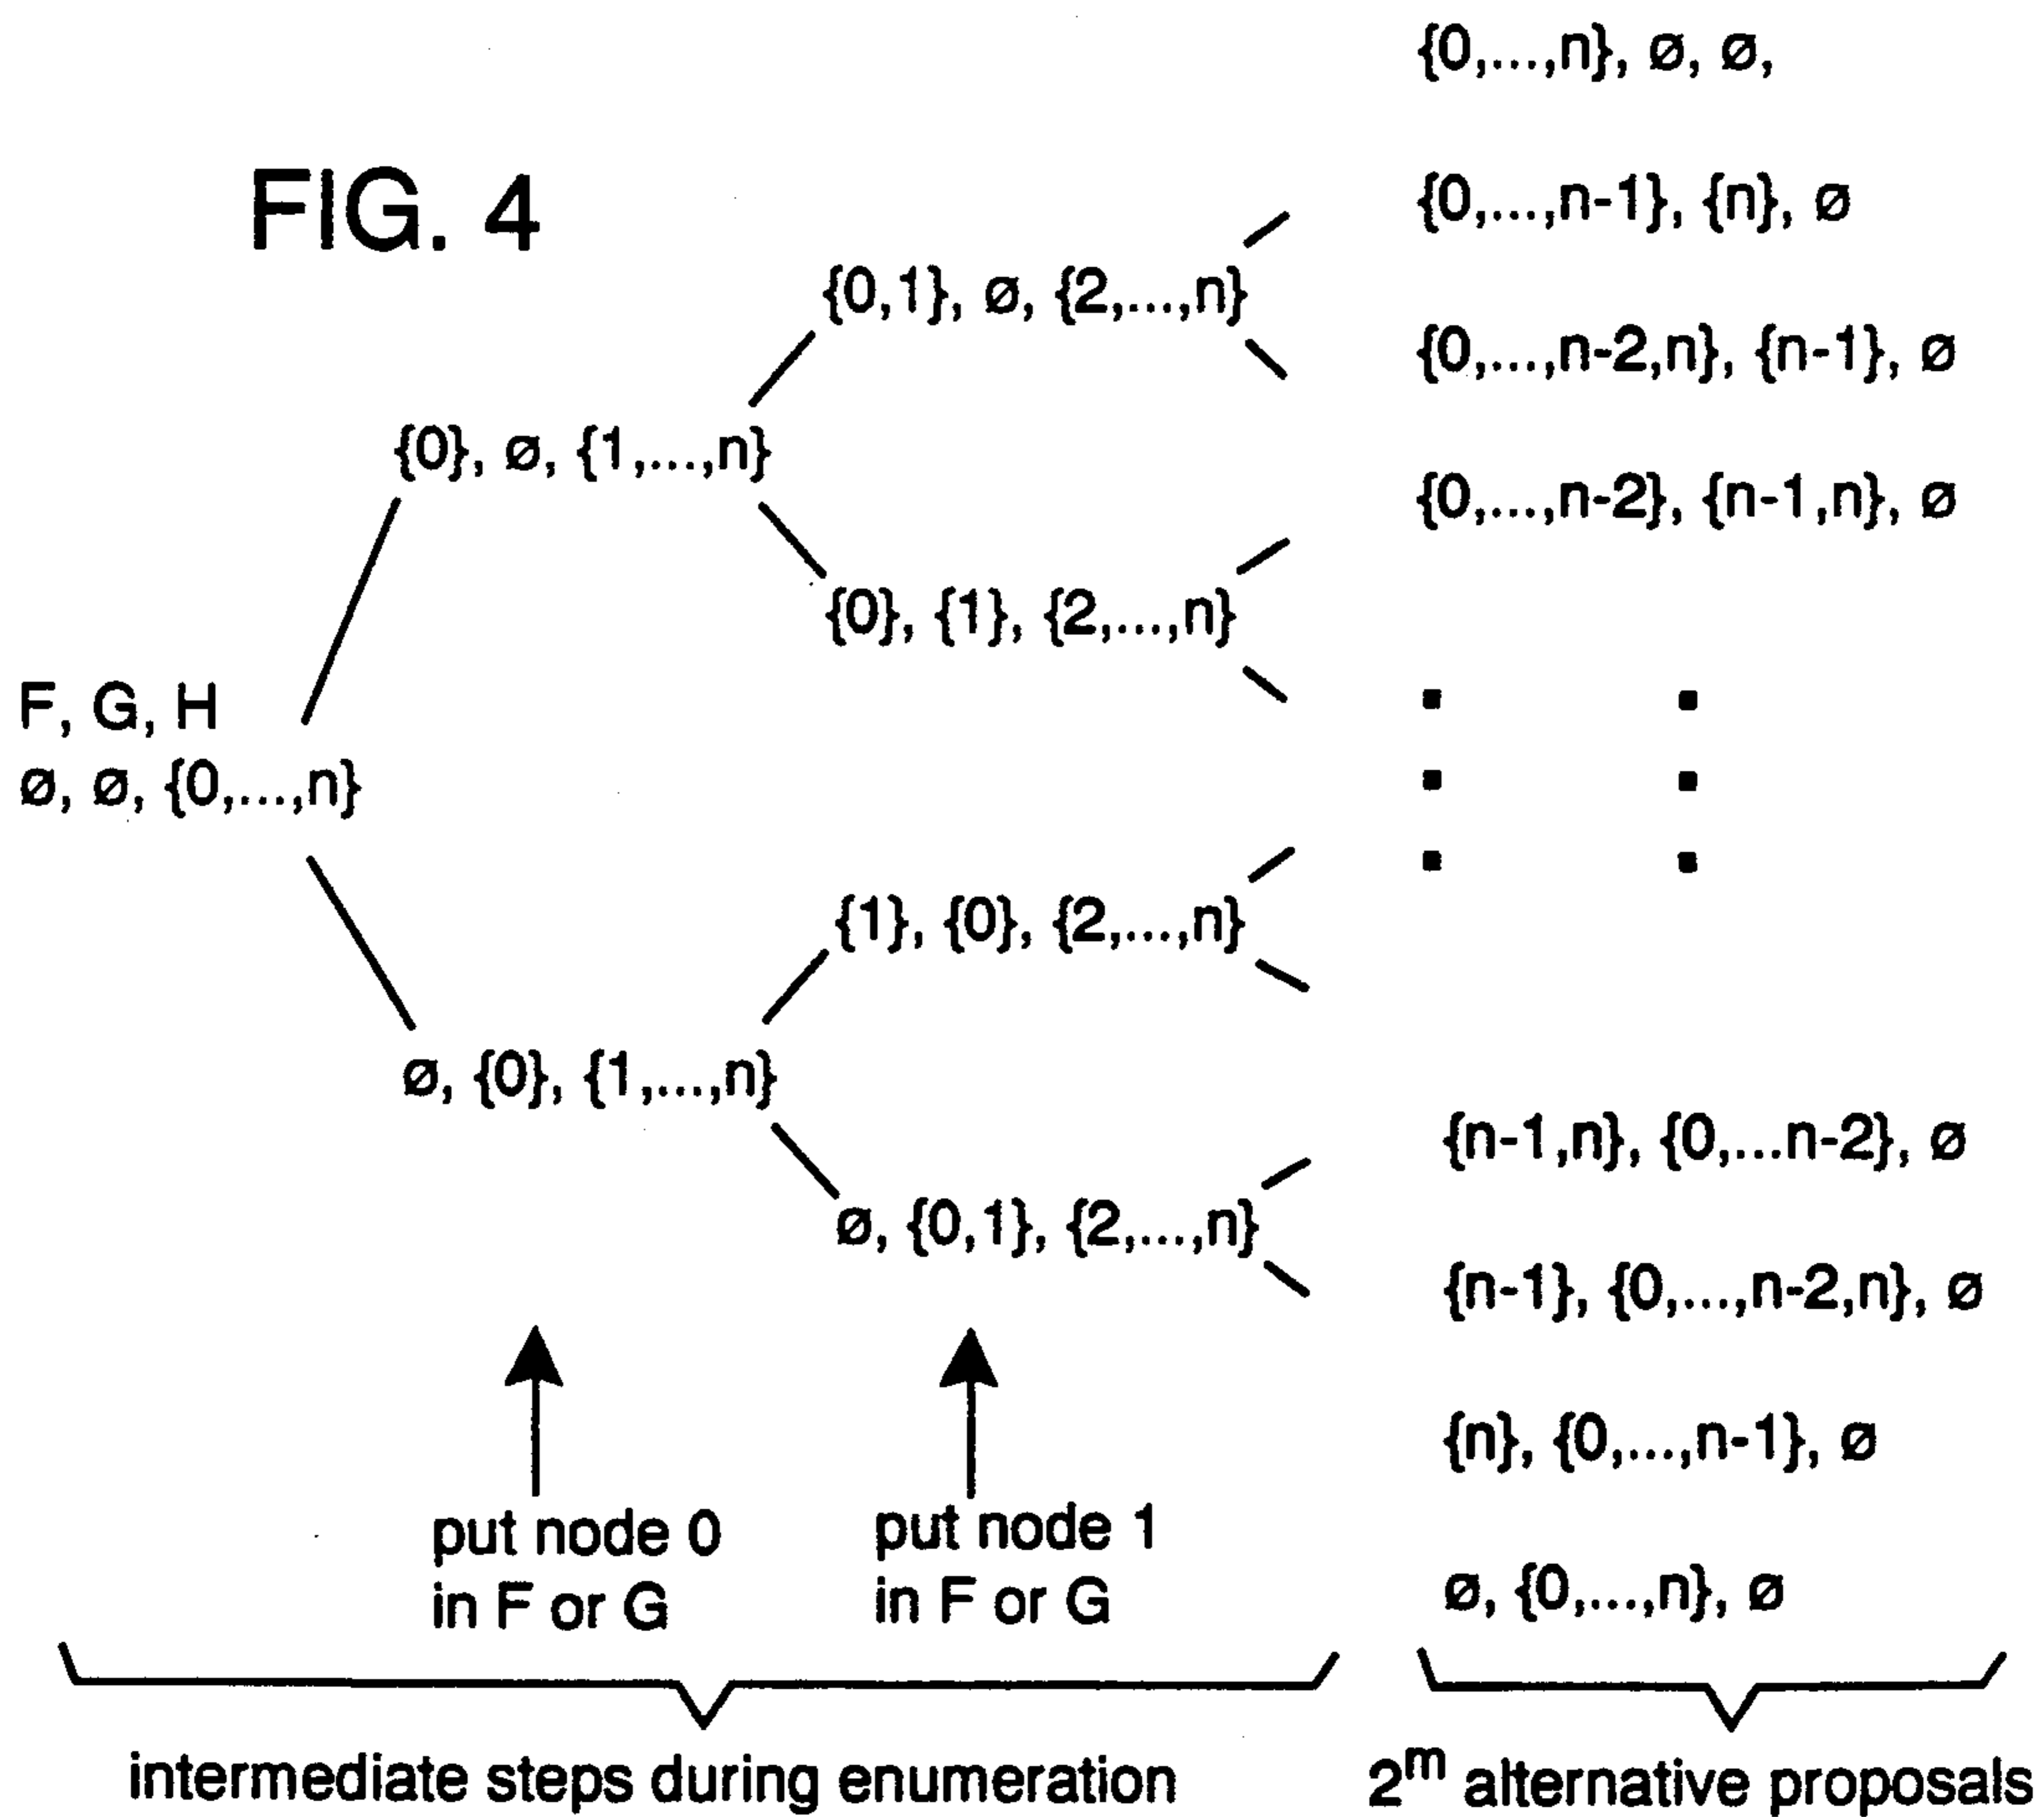 {0,...,n}, ø, ø,
FIG. 4
{0,...,n-1}, {n}, ø
{0,1}, ø, {2,...,n}
{0,...,n-2,n}, {n-1}, ø
{0}, ø, {1,...,n}
{0,...,n-2}, {n-1,n}, ø
{0}, {1}, {2,...,n}
F, G, H
ø, ø, {0,...,n}
{1}, {0}, {2,...,n}
ø, {0}, {1,...,n}
{n-1,n}, {0,...n-2}, ø
ø, {0,1}, {2,...,n}
{n-1}, {0,...,n-2,n}, ø
{n}, {0,...,n-1}, ø
put node 0
in F or G
put node 1
in F or G
ø, {0,...,n}, ø
intermediate steps during enumeration
2^m alternative proposals